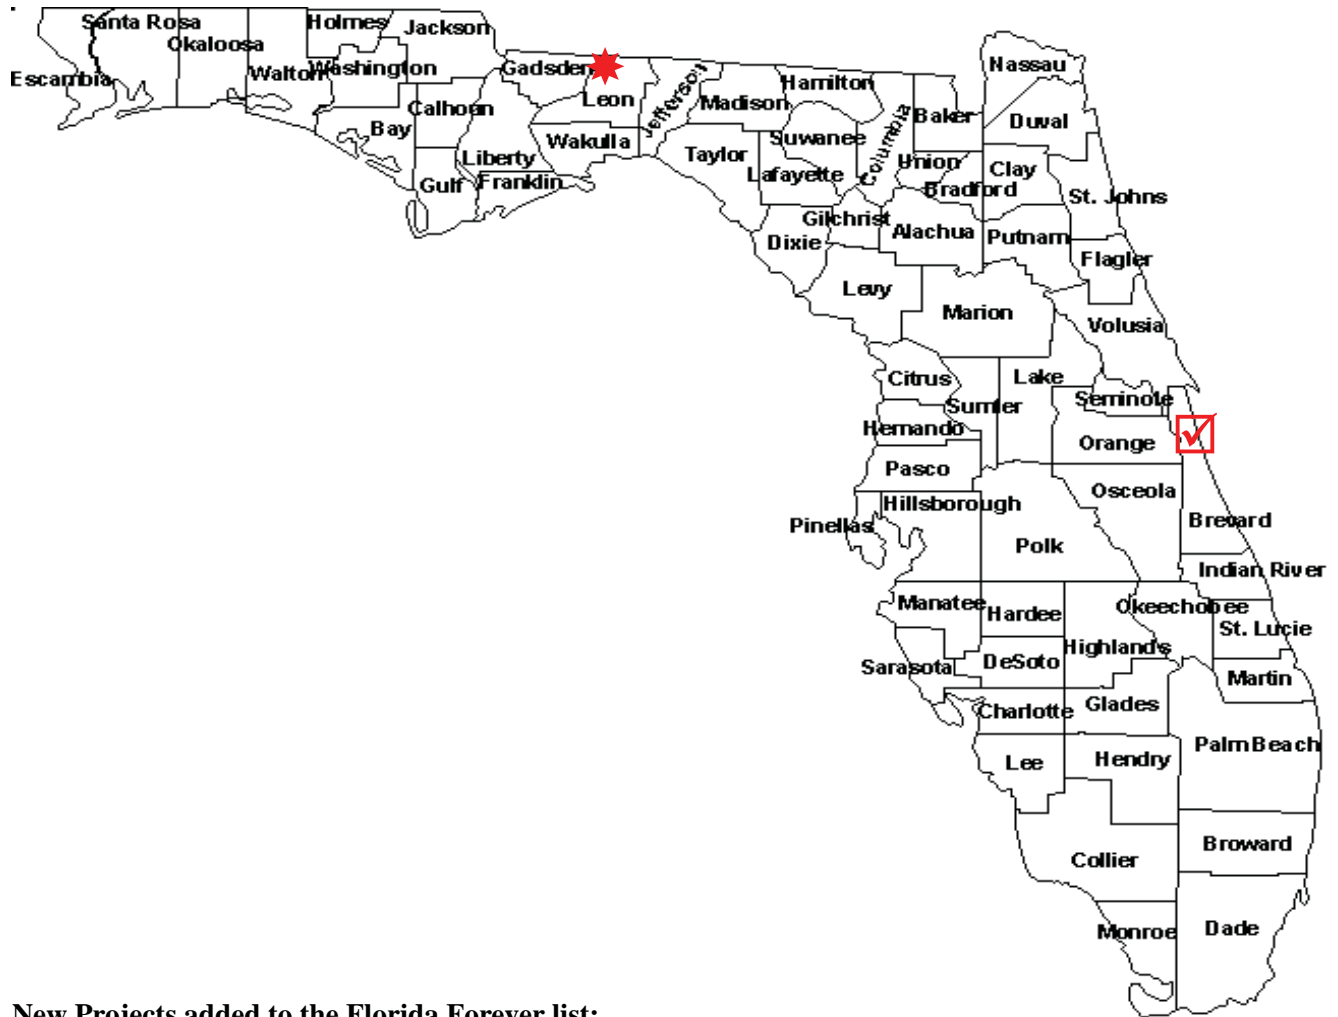 Santa Rosa
Holmes
Jackson
Okaloosa
Escambia
Walton
Washington
Gadsden
Calhoun
Leon
Jefferson
Madison
Hamilton
Nassau
Bay
Wakulla
Suwanee
Columbia
Baker
Duval
Liberty
Taylor
Lafayette
Union
Clay
Gulf
Franklin
Bradford
St. Johns
Gilchrist
Dixie
Alachua
Putnam
Flagler
Levy
Marion
Volusia
Citrus
Lake
Sumter
Seminole
Hernando
Orange
Pasco
Osceola
Hillsborough
Pinellas
Brevard
Polk
Indian River
Manatee
Hardee
Okeechobee
St. Lucie
Sarasota
DeSoto
Highlands
Martin
Charlotte
Glades
Palm Beach
Lee
Hendry
Collier
Broward
Monroe
Dade
New Projects added to the Florida Forever list: